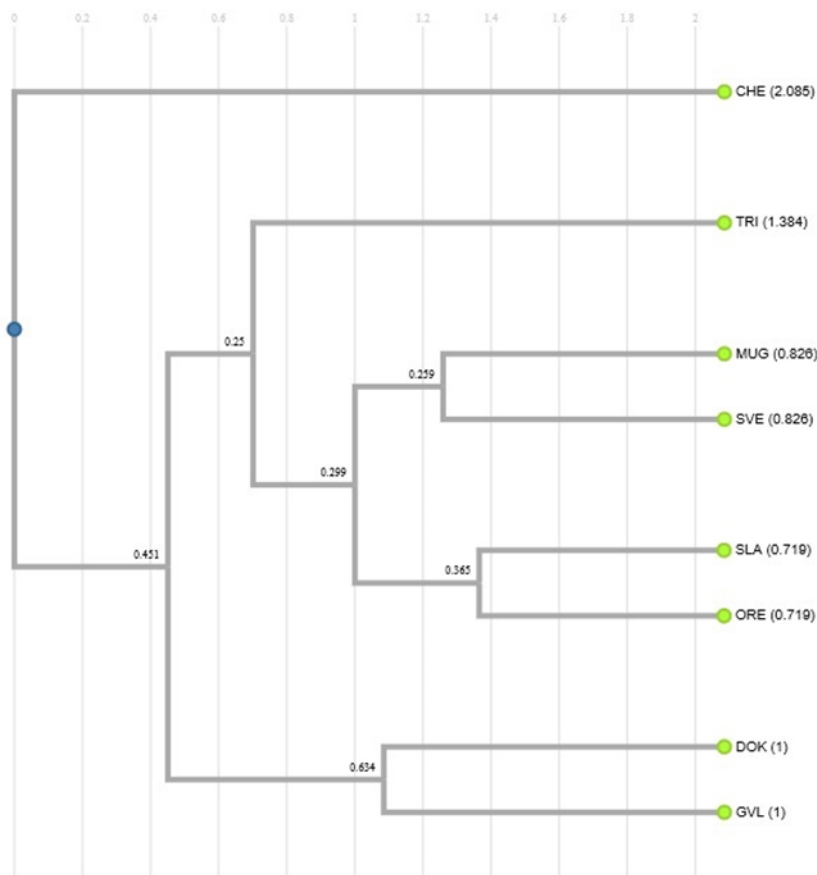 0 0.2 0.4 0.6 0.8 1 1.2 1.4 1.6 1.8 2
CHE (2.085)
TRI (1.384)
0.25
MUG (0.826)
0.259
SVE (0.826)
0.299
SLA (0.719)
0.451
0.365
ORE (0.719)
DOK (1)
0.634
GVL (1)